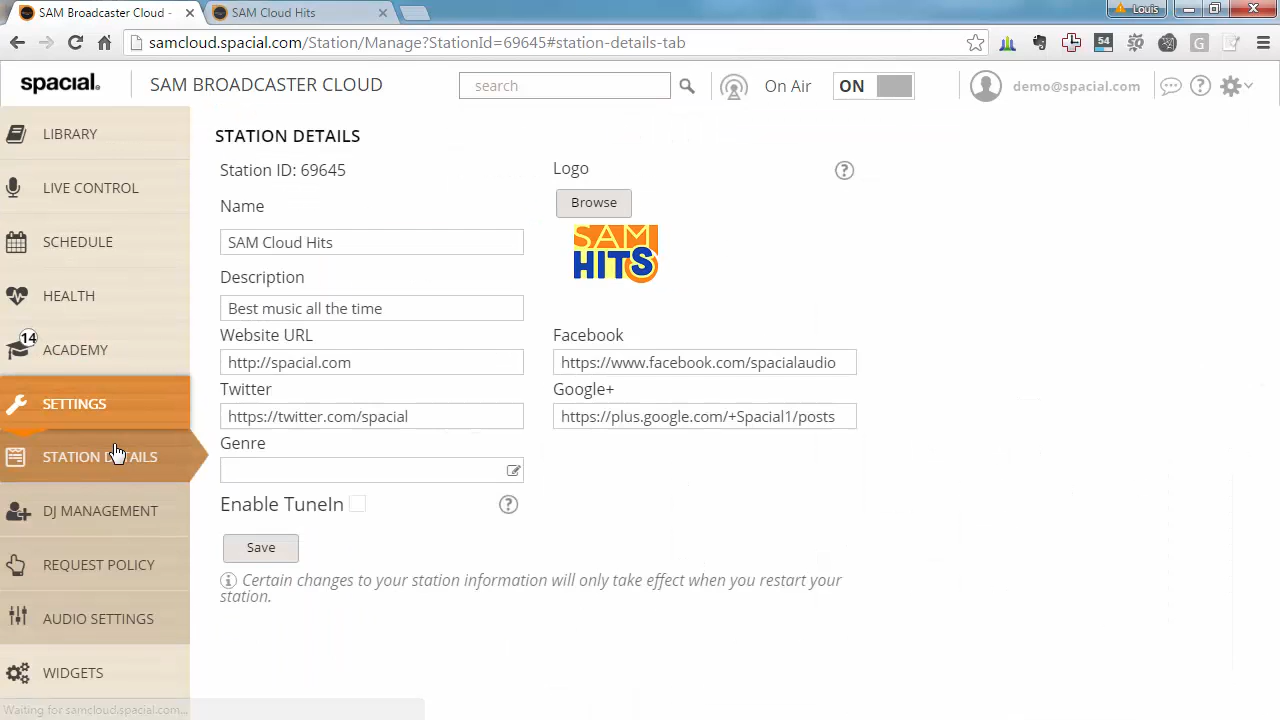 SAM Broadcaster Cloud -
SAM Cloud Hits
Louis
samcloud.spacial.com/Station/Manage?StationId=69645#station-details-tab
54
G
spacial.
SAM BROADCASTER CLOUD
search
On Air
ON
demo@spacial.com
?
LIBRARY
LIVE CONTROL
SCHEDULE
HEALTH
14
ACADEMY
SETTINGS
STATION DETAILS
DJ MANAGEMENT
REQUEST POLICY
AUDIO SETTINGS
WIDGETS
STATION DETAILS
Station ID: 69645
Logo
?
Browse
SAM
HITS
Name
SAM Cloud Hits
Description
Best music all the time
Website URL
http://spacial.com
Facebook
https://www.facebook.com/spacialaudio
Twitter
https://twitter.com/spacial
Google+
https://plus.google.com/+Spacial1/posts
Genre
Enable TuneIn
?
Save
Certain changes to your station information will only take effect when you restart your
station.
Waiting for samcloud.spacial.com...